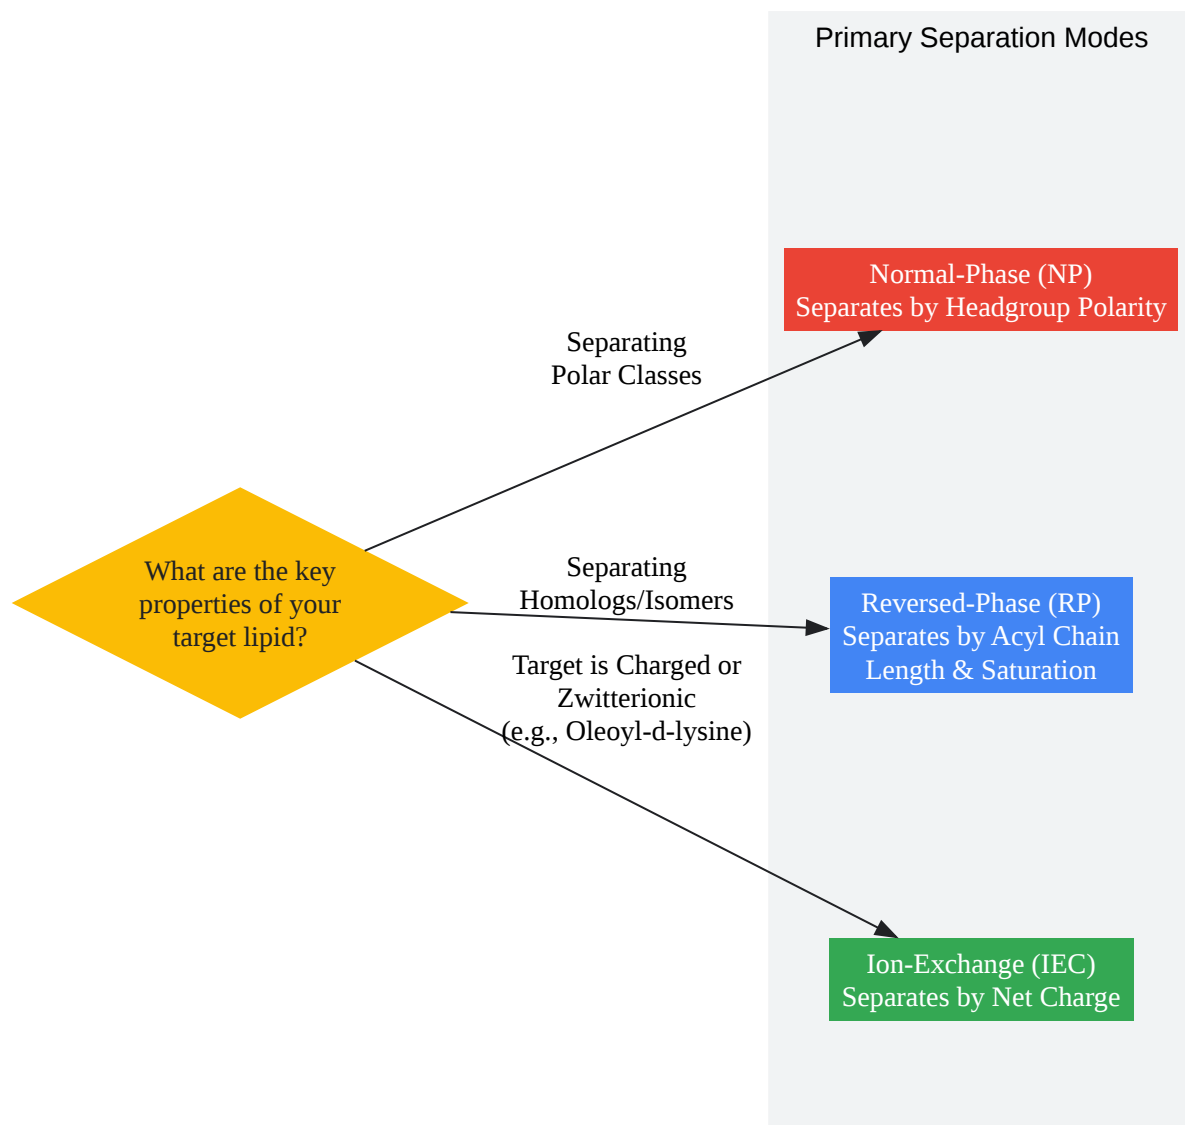 Primary Separation Modes
Normal-Phase (NP)
Separates by Headgroup Polarity
Separating
Polar Classes
What are the key
properties of your
target lipid?
Separating
Homologs/Isomers
Reversed-Phase (RP)
Separates by Acyl Chain
Length & Saturation
Target is Charged or
Zwitterionic
(e.g., Oleoyl-d-lysine)
Ion-Exchange (IEC)
Separates by Net Charge